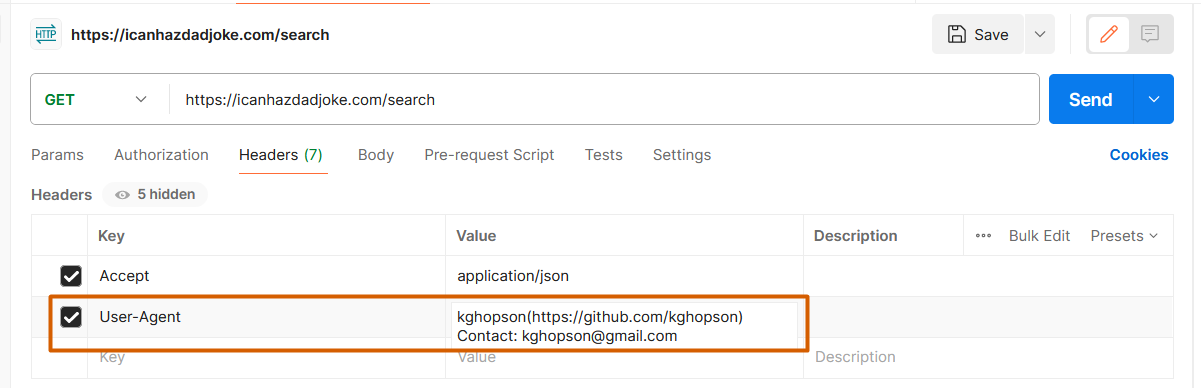 HTTP https://icanhazdadjoke.com/search Save
GET https://icanhazdadjoke.com/search Send
Params Authorization Headers (7) Body Pre-request Script Tests Settings Cookies
Headers 5 hidden
Key Value Description Bulk Edit Presets
Accept application/json
User-Agent kghopson(https://github.com/kghopson)
Contact: kghopson@gmail.com
Key Value Description